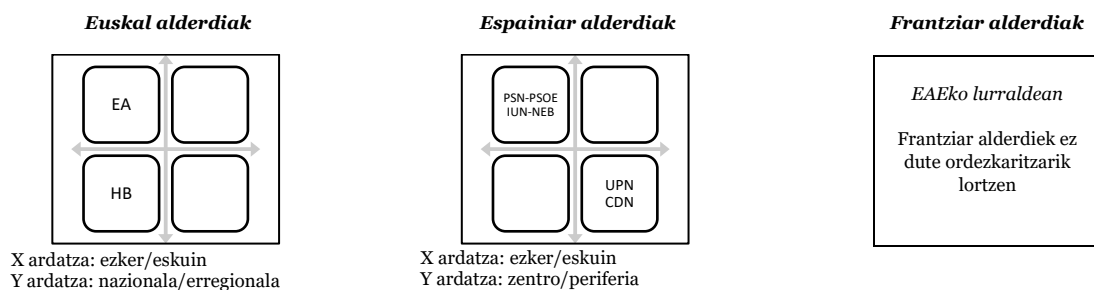 Euskal alderdiak
EA
HB
X ardatza: ezker/eskuin
Y ardatza: nazionala/erregionala
Espainiar alderdiak
PSN-PSOE
IUN-NEB
UPN
CDN
X ardatza: ezker/eskuin
Y ardatza: zentro/periferia
Frantziar alderdiak
EAEko lurraldean
Frantziar alderdiek ez
dute ordezkaritzarik
lortzen